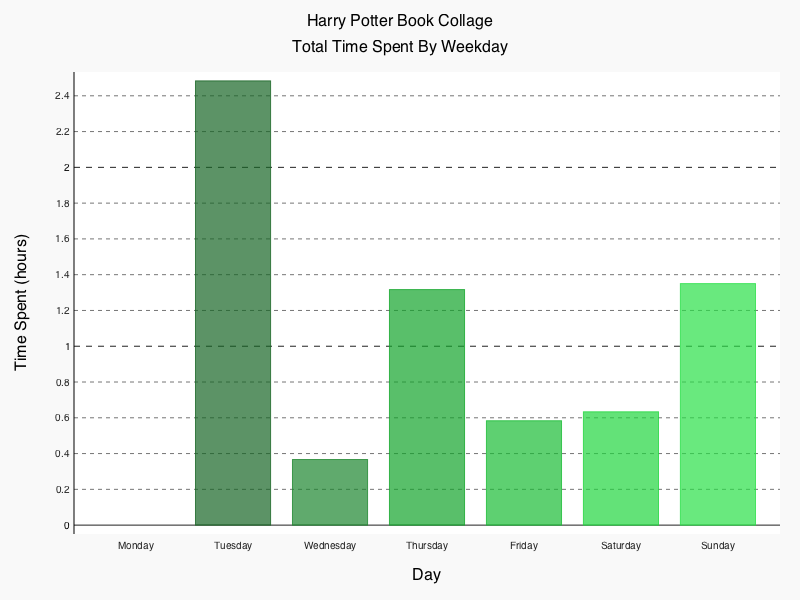 Harry Potter Book Collage
Total Time Spent By Weekday
Time Spent (hours)
2.4
2.2
2
1.8
1.6
1.4
1.2
1
0.8
0.6
0.4
0.2
0
Monday Tuesday Wednesday Thursday Friday Saturday Sunday
Day